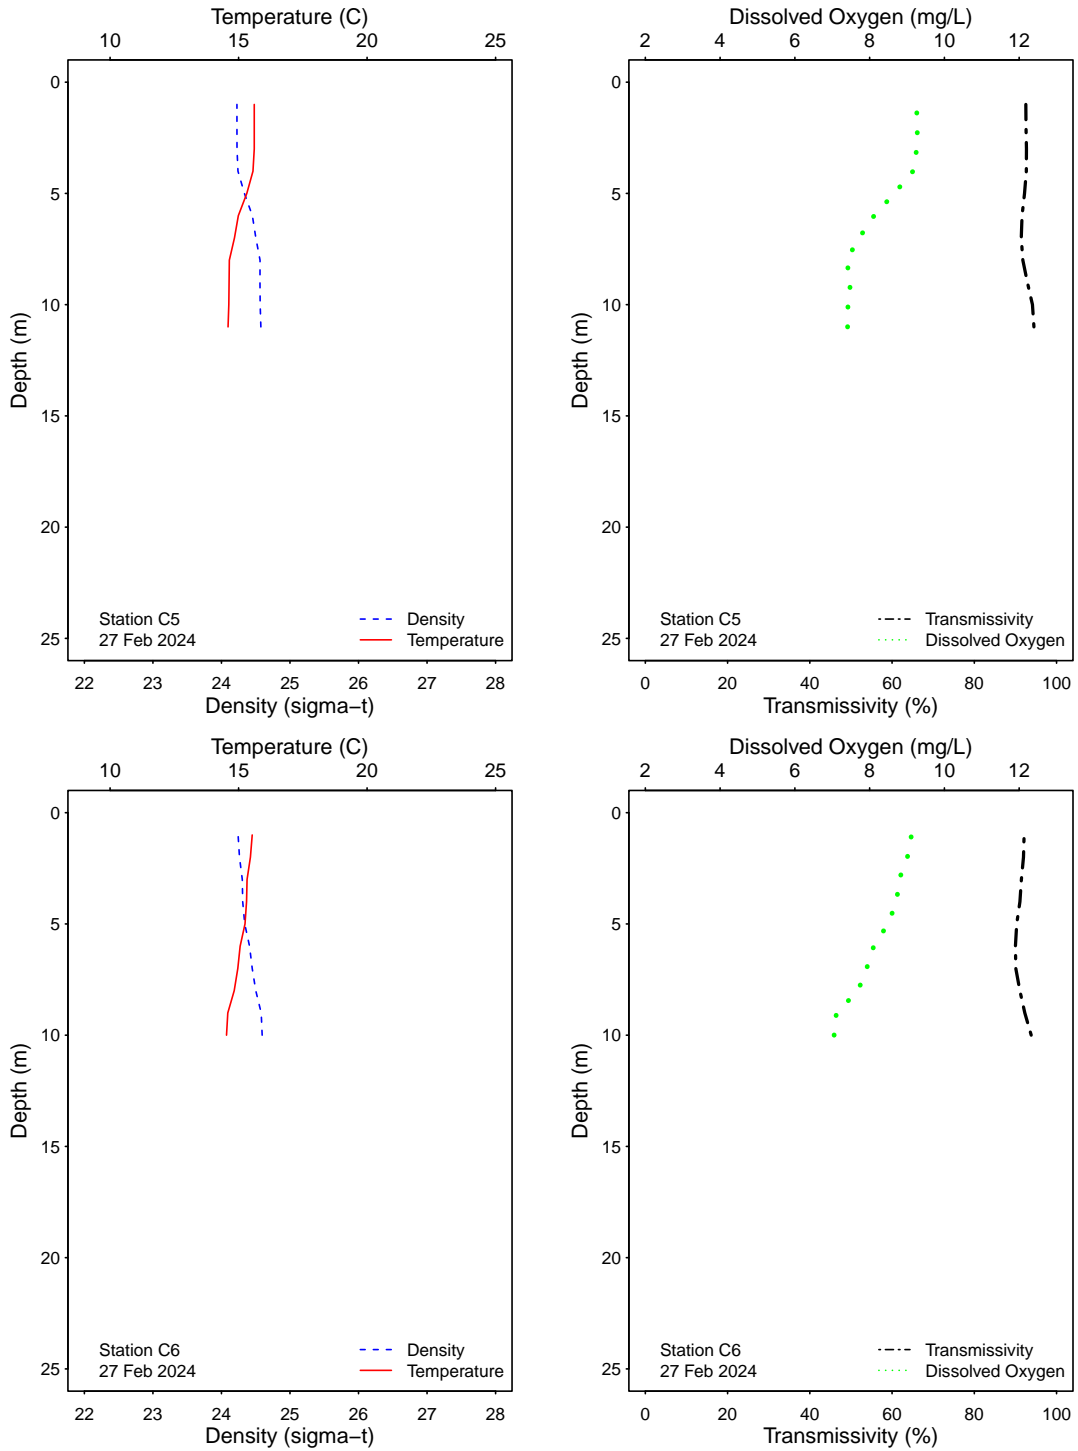 Temperature (C)
10 15 20 25
0
5
10
15
20
25
Depth (m)
Station C5
27 Feb 2024
Density
Temperature
22 23 24 25 26 27 28
Density (sigma−t)
Dissolved Oxygen (mg/L)
2 4 6 8 10 12
0
5
10
15
20
25
Depth (m)
Station C5
27 Feb 2024
Transmissivity
Dissolved Oxygen
0 20 40 60 80 100
Transmissivity (%)
Temperature (C)
10 15 20 25
0
5
10
15
20
25
Depth (m)
Station C6
27 Feb 2024
Density
Temperature
22 23 24 25 26 27 28
Density (sigma−t)
Dissolved Oxygen (mg/L)
2 4 6 8 10 12
0
5
10
15
20
25
Depth (m)
Station C6
27 Feb 2024
Transmissivity
Dissolved Oxygen
0 20 40 60 80 100
Transmissivity (%)